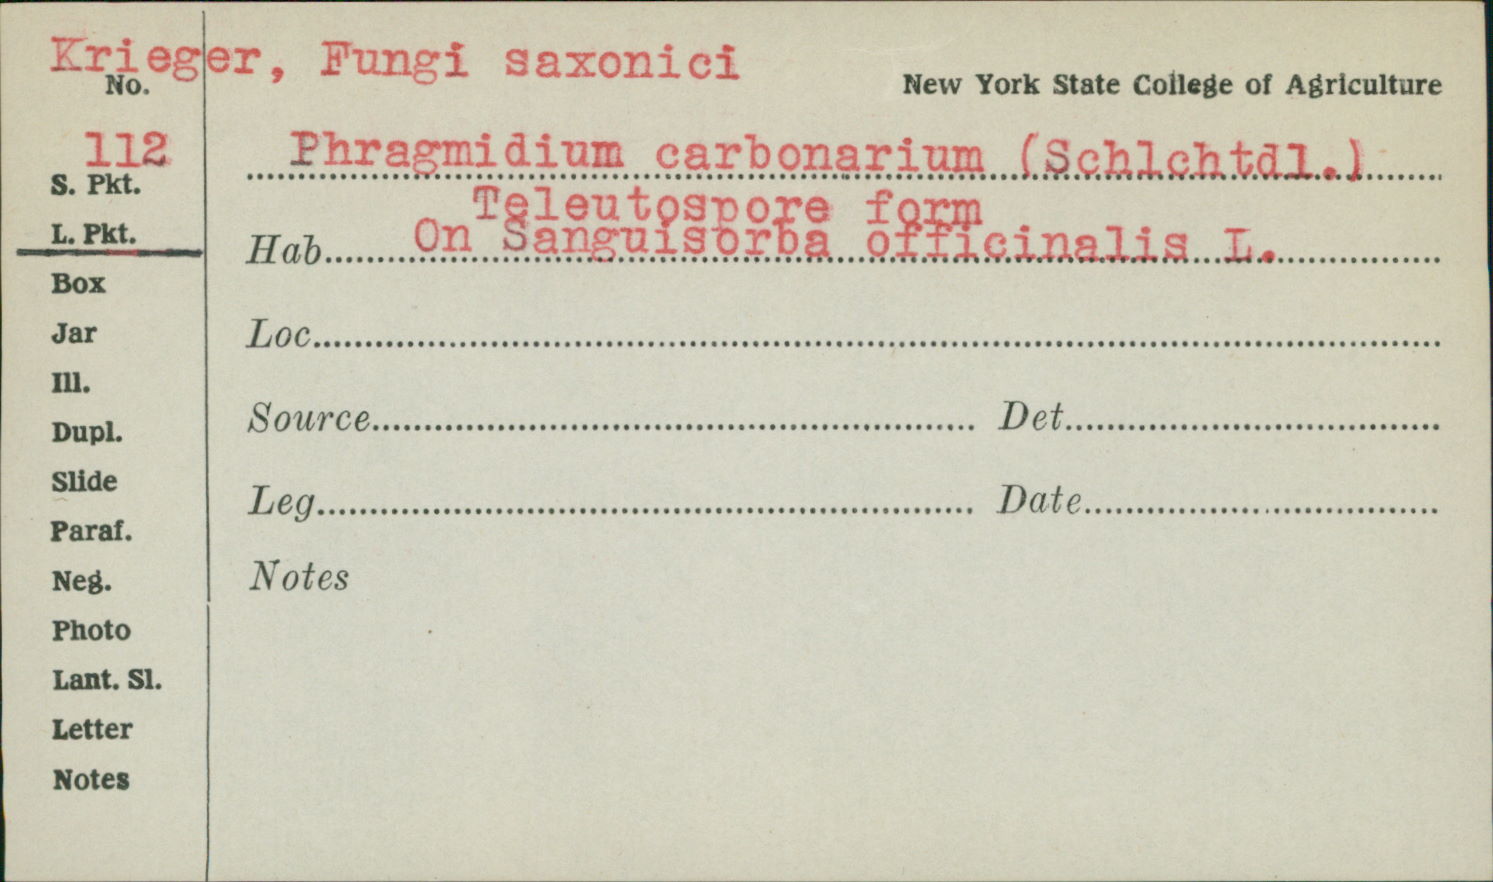 Krieger, Fungi saxonici
No.
New York State College of Agriculture
112
Phragmidium carbonarium (Schlchtdl.)
S. Pkt.
Teleutospore form
L. Pkt.
Hab. On Sanguisorba officinalis L.
Box
Jar
Loc.
Ill.
Dupl.
Source Det.
Slide
Leg. Date
Paraf.
Neg.
Notes
Photo
Lant. Sl.
Letter
Notes